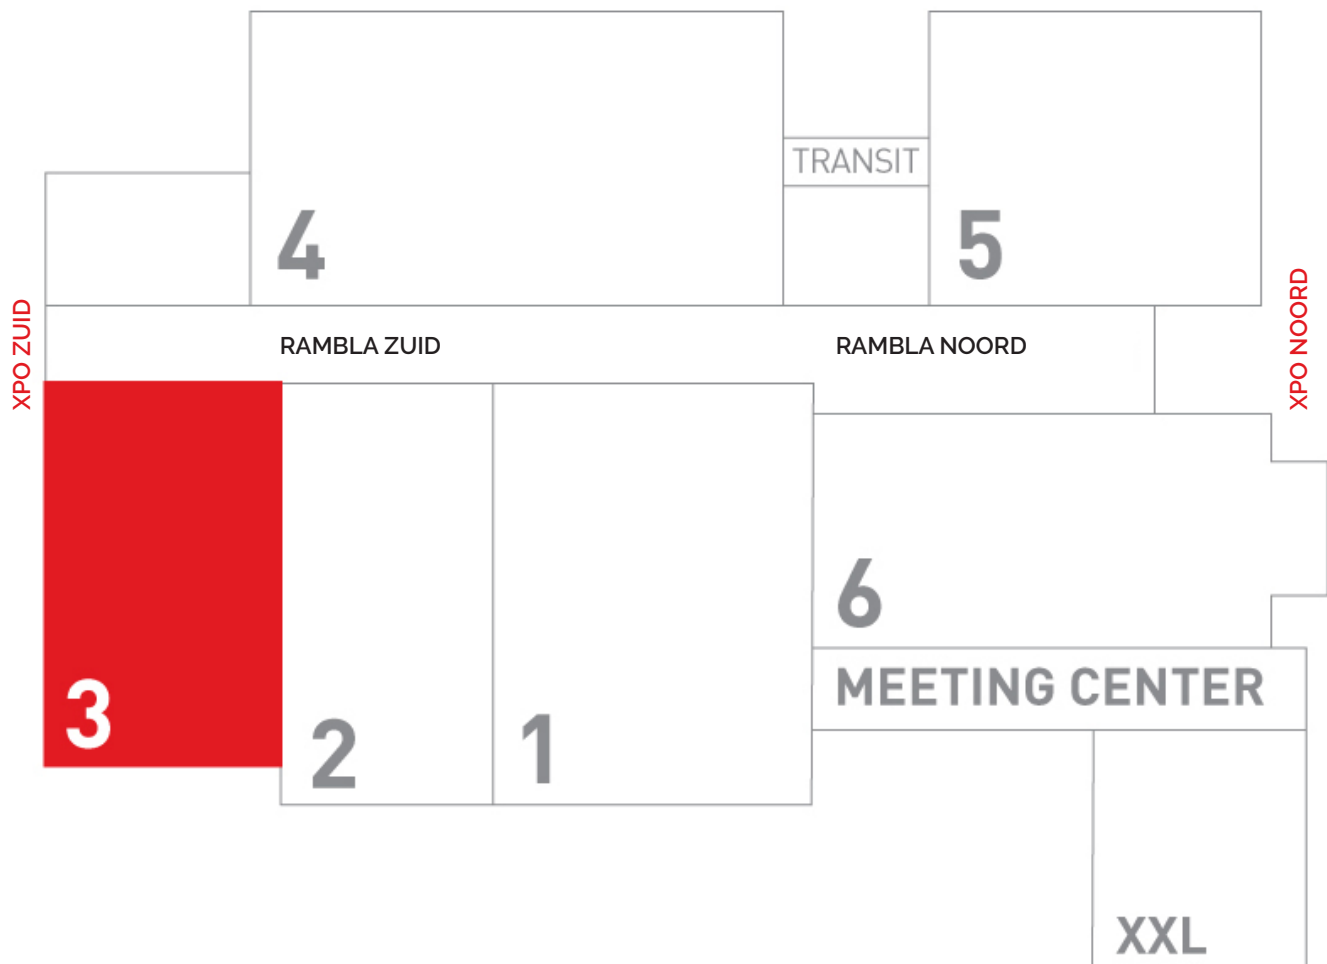 TRANSIT
4
5
XPO ZUID
RAMBLA ZUID
RAMBLA NOORD
XPO NOORD
6
MEETING CENTER
3
2
1
XXL